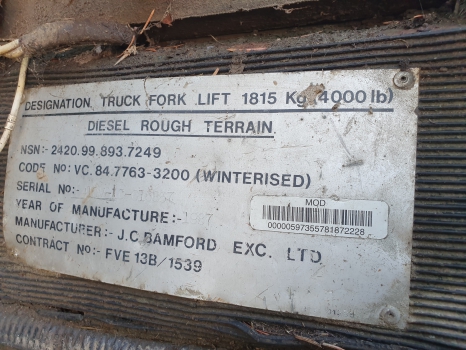 DESIGNATION. TRUCK FORK LIFT 1815 Kg (4000 lb)
DIESEL ROUGH TERRAIN.
NSN:- 2420.99.893.7249
CODE NO: VC.84.7763-3200 (WINTERISED)
SERIAL NO:-
YEAR OF MANUFACTURE:-
MANUFACTURER:- J.C.BAMFORD EXC. LTD
CONTRACT NO:- FVE 13B/1539
MOD
00000597355781872228